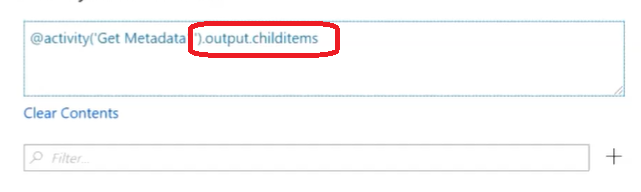 @activity('Get Metadata ').output.childitems
Clear Contents
Filter...